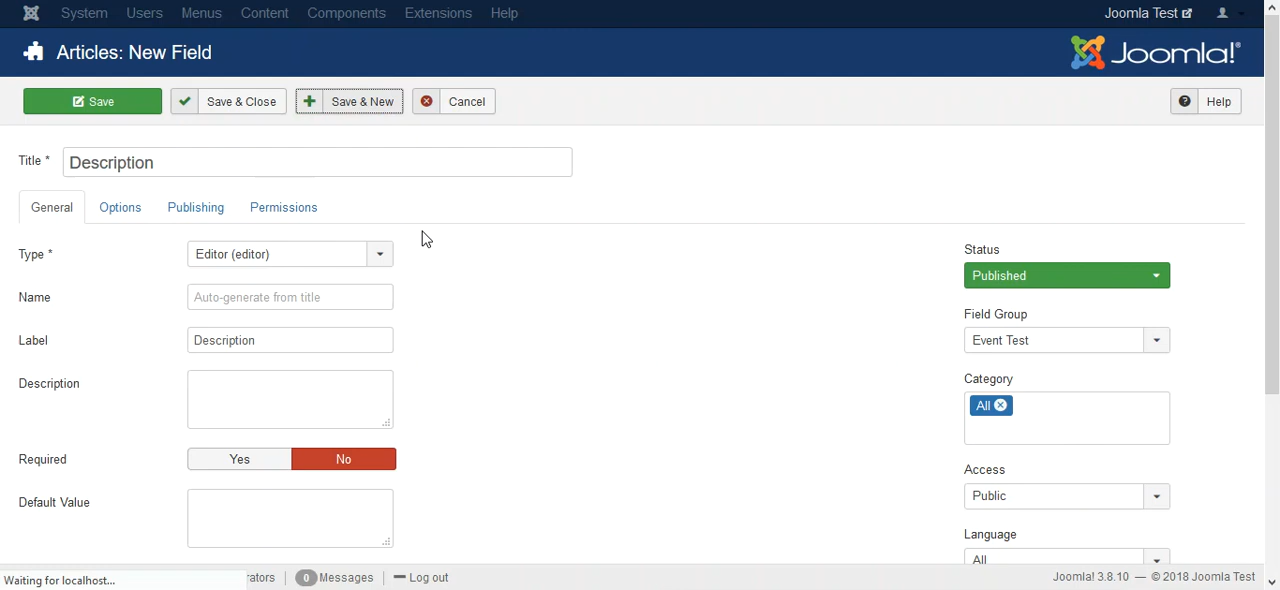 System Users Menus Content Components Extensions Help Joomla Test
Articles: New Field Joomla!®
Save Save & Close Save & New Cancel Help
Title * Description
General Options Publishing Permissions
Type * Editor (editor) Status
Published
Name Auto-generate from title Field Group
Label Description Event Test
Description Category
All
Required Yes No Access
Default Value Public
Language
All
Waiting for localhost... 0 Messages Log out Joomla! 3.8.10 — © 2018 Joomla Test